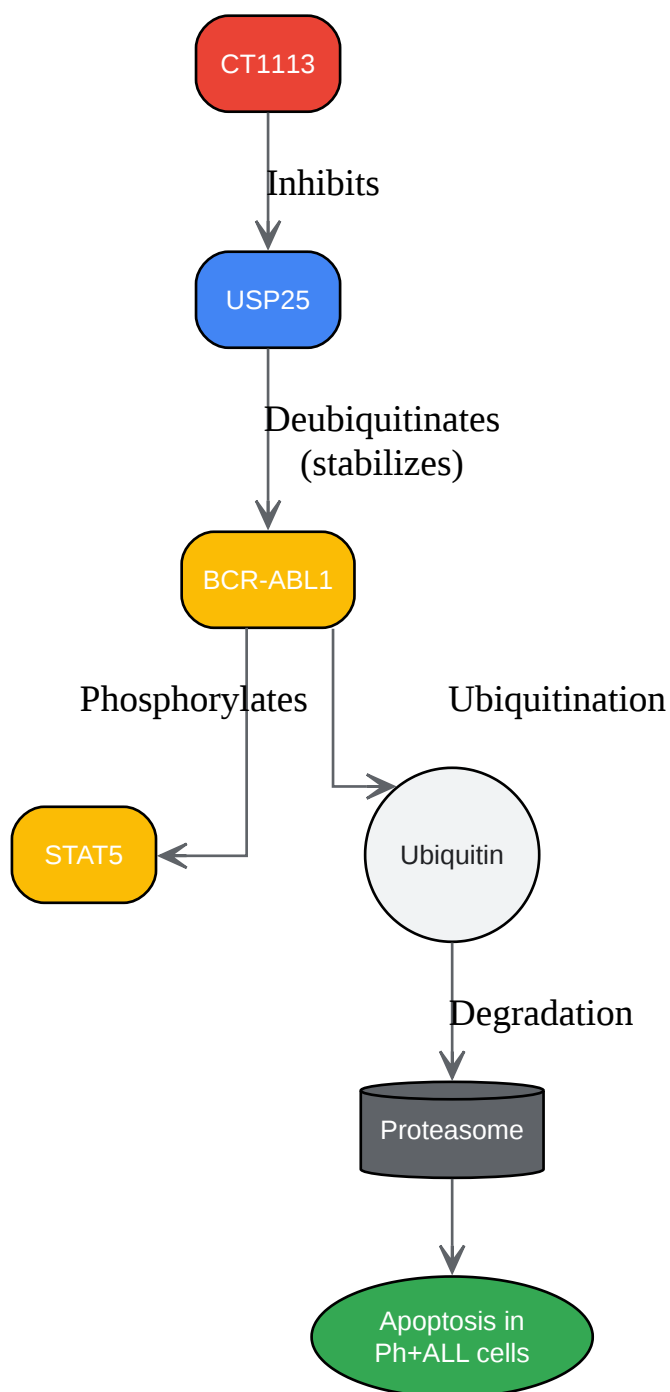 CT1113
Inhibits
USP25
Deubiquitinates
(stabilizes)
BCR-ABL1
Phosphorylates
Ubiquitination
STAT5
Ubiquitin
Degradation
Proteasome
Apoptosis in
Ph+ALL cells